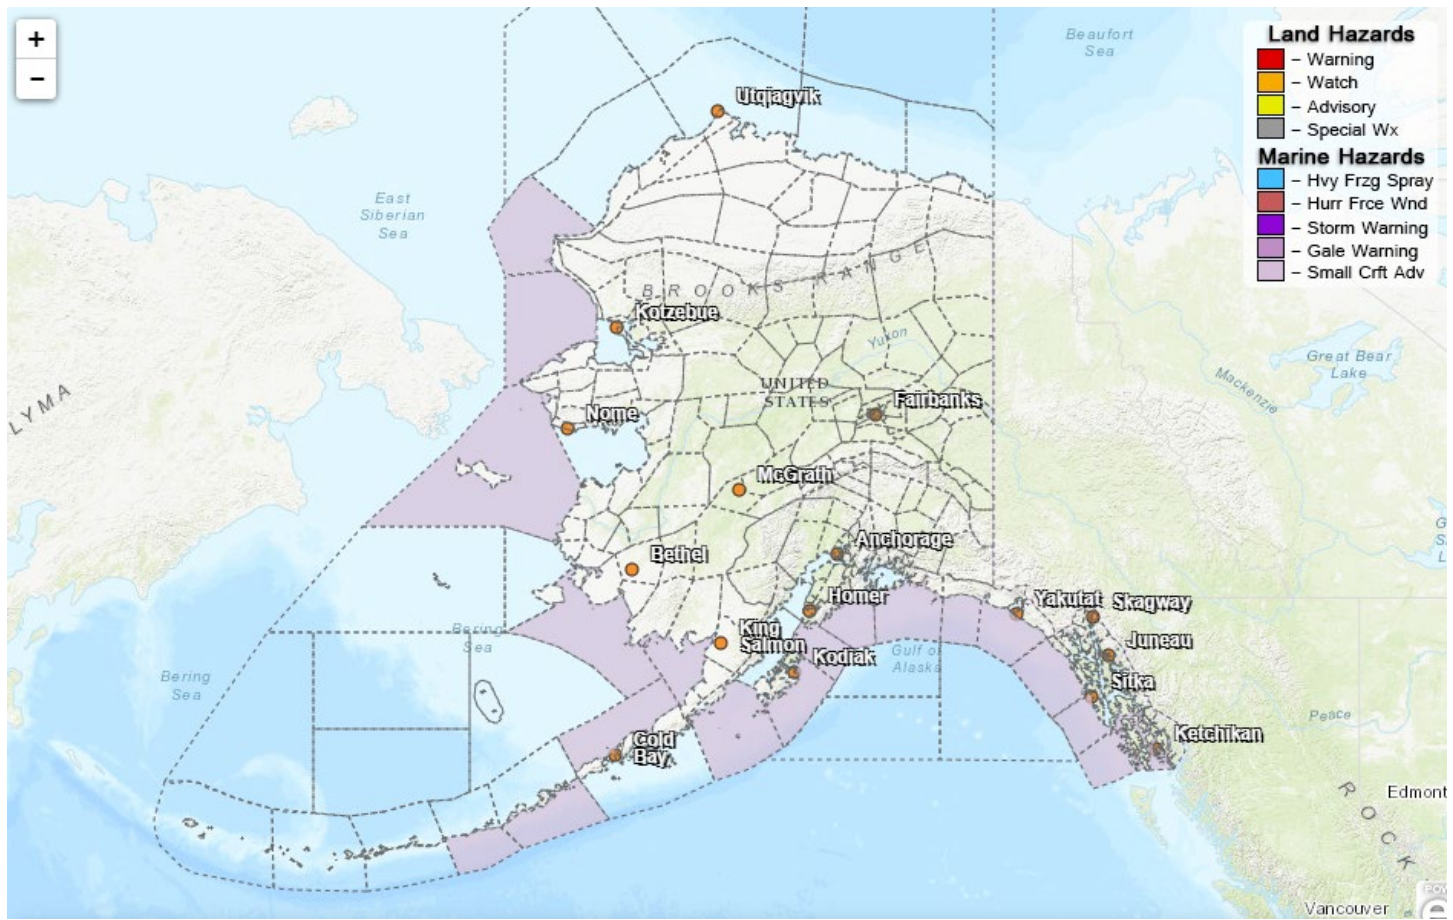 +
−
Beaufort
Sea
Land Hazards
– Warning
– Watch
– Advisory
– Special Wx
Marine Hazards
– Hvy Frzg Spray
– Hurr Frce Wnd
– Storm Warning
– Gale Warning
– Small Crft Adv
Utqiagvik
East
Siberian
Sea
BROOKS RANGE
Kotzebue
Yukon
Great Bear
Lake
Mackenzie
LYMA
UNITED
STATES
Fairbanks
Nome
McGrath
Anchorage
Bethel
Homer
Yakutat
Skagway
King
Salmon
Bering
Sea
Kodiak
Gulf of
Alaska
Juneau
Bering
Sea
Sitka
Peace
Ketchikan
Cold
Bay
ROCK
Edmont
Vancouver
POW